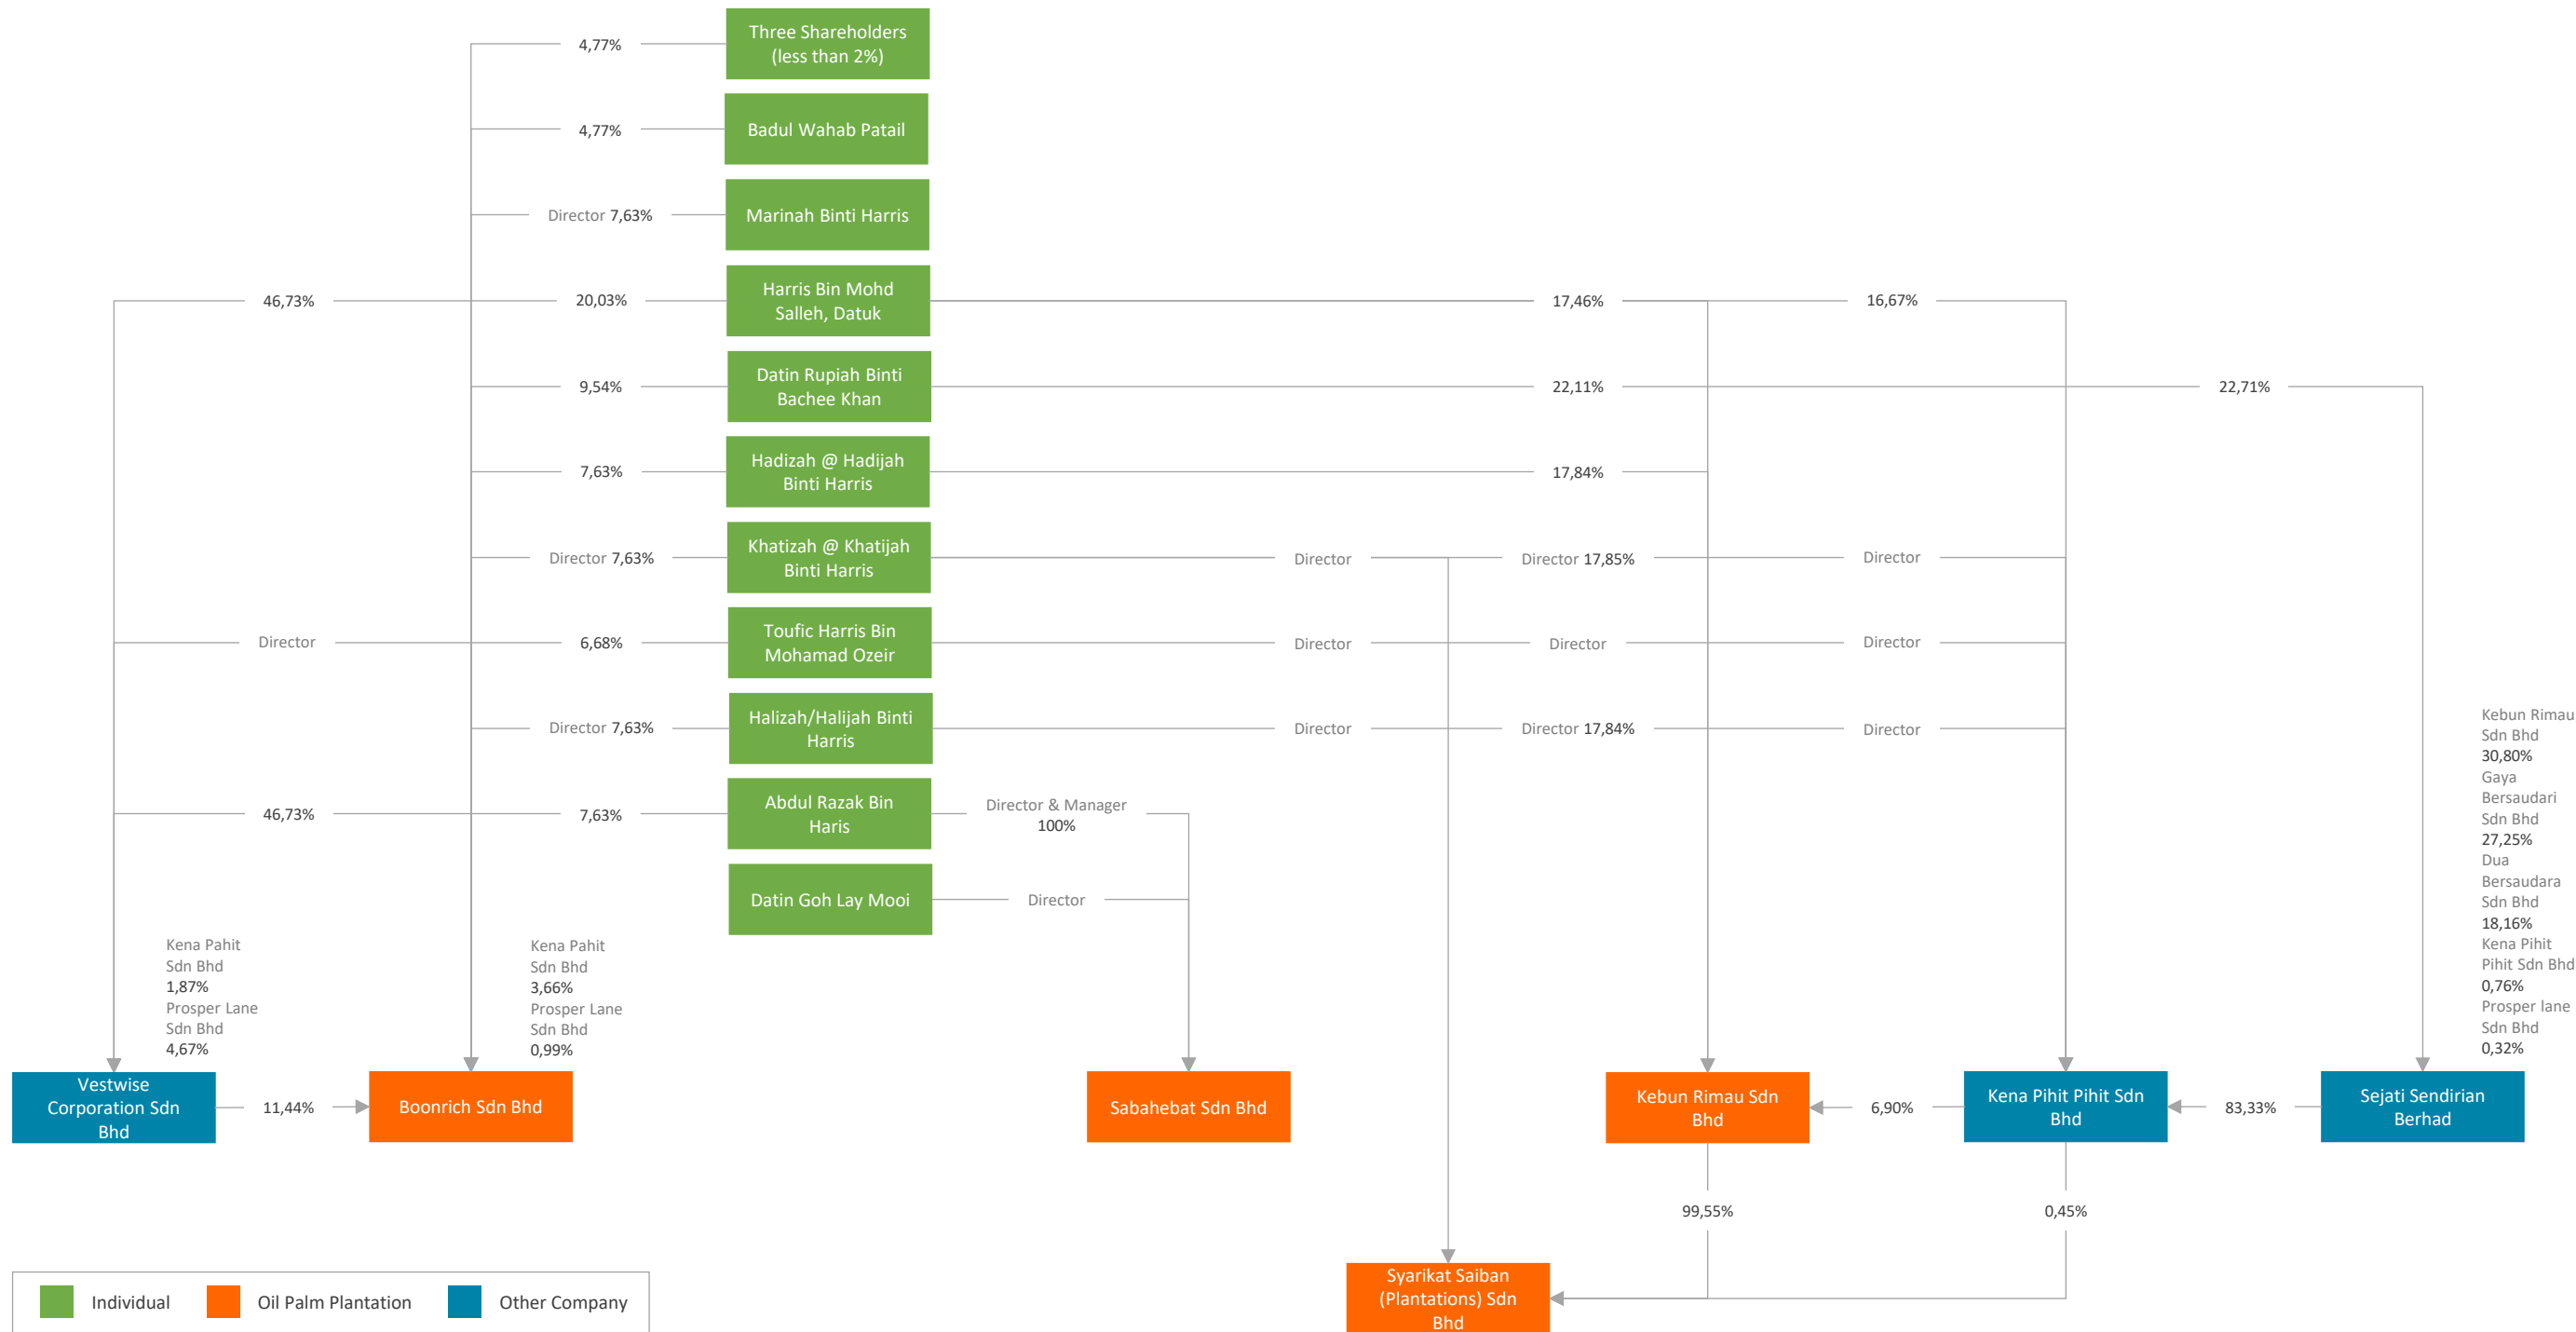 Three Shareholders
(less than 2%)
4,77%
Badul Wahab Patail
4,77%
Marinah Binti Harris
Director 7,63%
Harris Bin Mohd
Salleh, Datuk
46,73%
20,03%
17,46%
16,67%
Datin Rupiah Binti
Bachee Khan
9,54%
22,11%
22,71%
Hadizah @ Hadijah
Binti Harris
7,63%
17,84%
Khatizah @ Khatijah
Binti Harris
Director 7,63%
Director
Director 17,85%
Director
Toufic Harris Bin
Mohamad Ozeir
Director
6,68%
Director
Director
Director
Halizah/Halijah Binti
Harris
Director 7,63%
Director
Director 17,84%
Director
Abdul Razak Bin
Haris
46,73%
7,63%
Director & Manager
100%
Datin Goh Lay Mooi
Director
Kebun Rimau
Sdn Bhd
30,80%
Gaya
Bersaudari
Sdn Bhd
27,25%
Dua
Bersaudara
Sdn Bhd
18,16%
Kena Pihit
Pihit Sdn Bhd
0,76%
Prosper lane
Sdn Bhd
0,32%
Kena Pahit
Sdn Bhd
1,87%
Prosper Lane
Sdn Bhd
4,67%
Kena Pahit
Sdn Bhd
3,66%
Prosper Lane
Sdn Bhd
0,99%
Vestwise
Corporation Sdn
Bhd
11,44%
Boonrich Sdn Bhd
Sabahebat Sdn Bhd
Kebun Rimau Sdn
Bhd
6,90%
Kena Pihit Pihit Sdn
Bhd
83,33%
Sejati Sendirian
Berhad
99,55%
0,45%
Syarikat Saiban
(Plantations) Sdn
Bhd
Individual
Oil Palm Plantation
Other Company